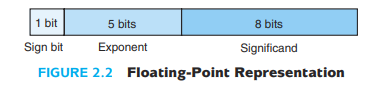 1 bit 5 bits 8 bits
Sign bit Exponent Significand
FIGURE 2.2 Floating-Point Representation